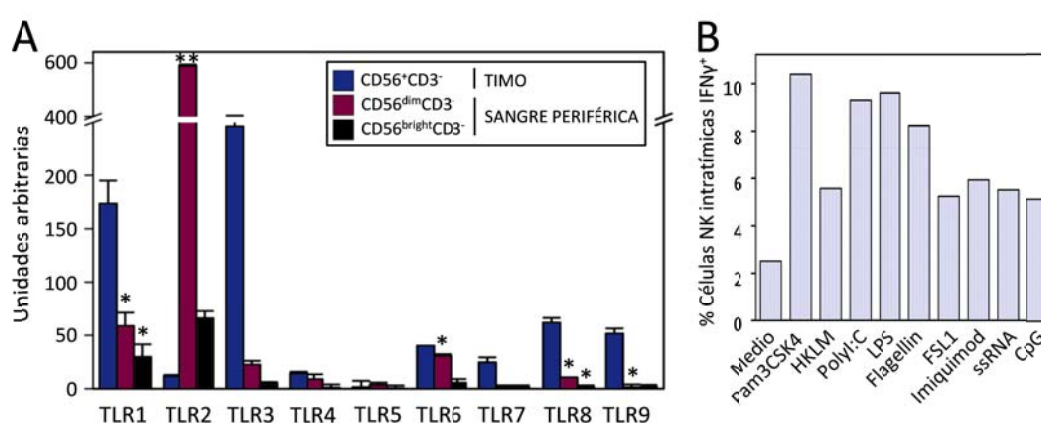 A
B
600
400
200
150
100
50
0
Unidades arbitrarias
**
*
*
*
*
*
*
CD56⁺CD3⁻ TIMO
CD56ᵈⁱᵐCD3
CD56ᵇʳⁱᵍʰᵗCD3⁻
SANGRE PERIFÉRICA
TLR1 TLR2 TLR3 TLR4 TLR5 TLR6 TLR7 TLR8 TLR9
% Células NK intratímicas IFNγ⁺
10
8
6
4
2
0
Medio
Pam3CSK4
HKLM
PolyI:C
LPS
Flagellin
FSL1
Imiquimod
ssRNA
CpG